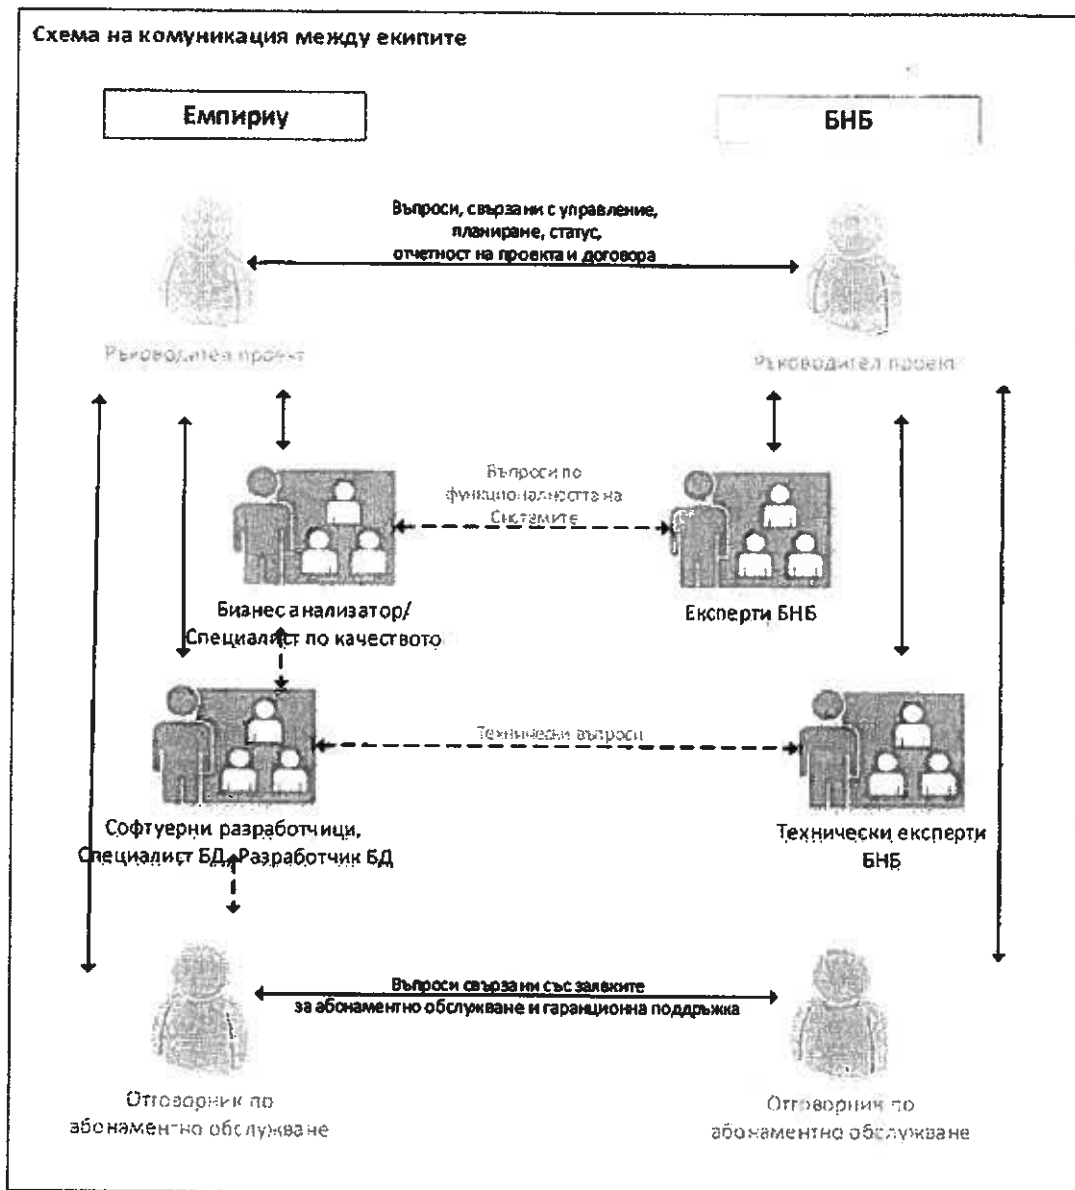 Схема на комуникация между екипите
Емпириу
БНБ
Въпроси, свързани с управление,
планиране, статус,
отчетност на проекта и договора
Ръководител проект
Ръководител проект
Въпроси по
функционалността на
Системите
Бизнес анализатор/
Специалист по качеството
Експерти БНБ
Технически въпроси
Софтуерни разработчици,
Специалист БД, Разработчик БД
Технически експерти
БНБ
Въпроси свързани със заявките
за абонаментно обслужване и гаранционна поддръжка
Отговорник по
абонаментно обслужване
Отговорник по
абонаментно обслужване